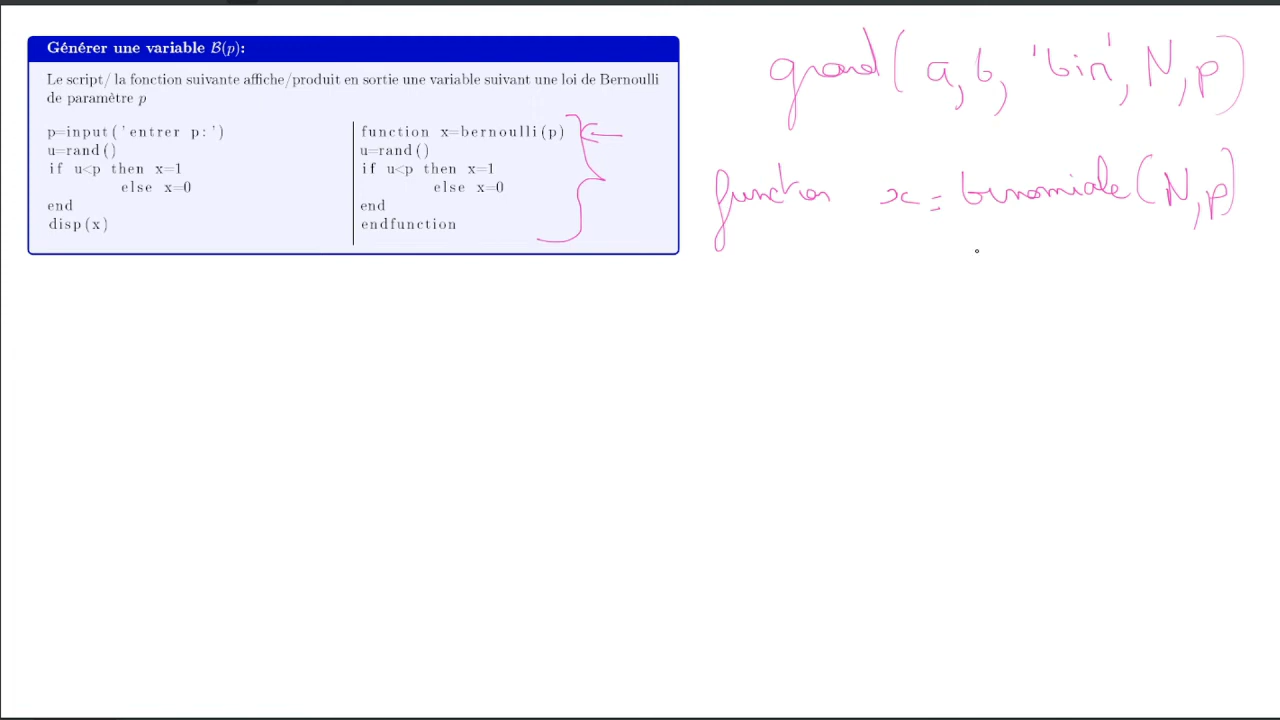 Générer une variable B(p):
Le script/ la fonction suivante affiche/produit en sortie une variable suivant une loi de Bernoulli
de paramètre p
p=input('entrer p:')
u=rand()
if u<p then x=1
else x=0
end
disp(x)
function x=bernoulli(p)
u=rand()
if u<p then x=1
else x=0
end
endfunction
grand(a,b,'bin',N,p)
function x=binomiale(N,p)